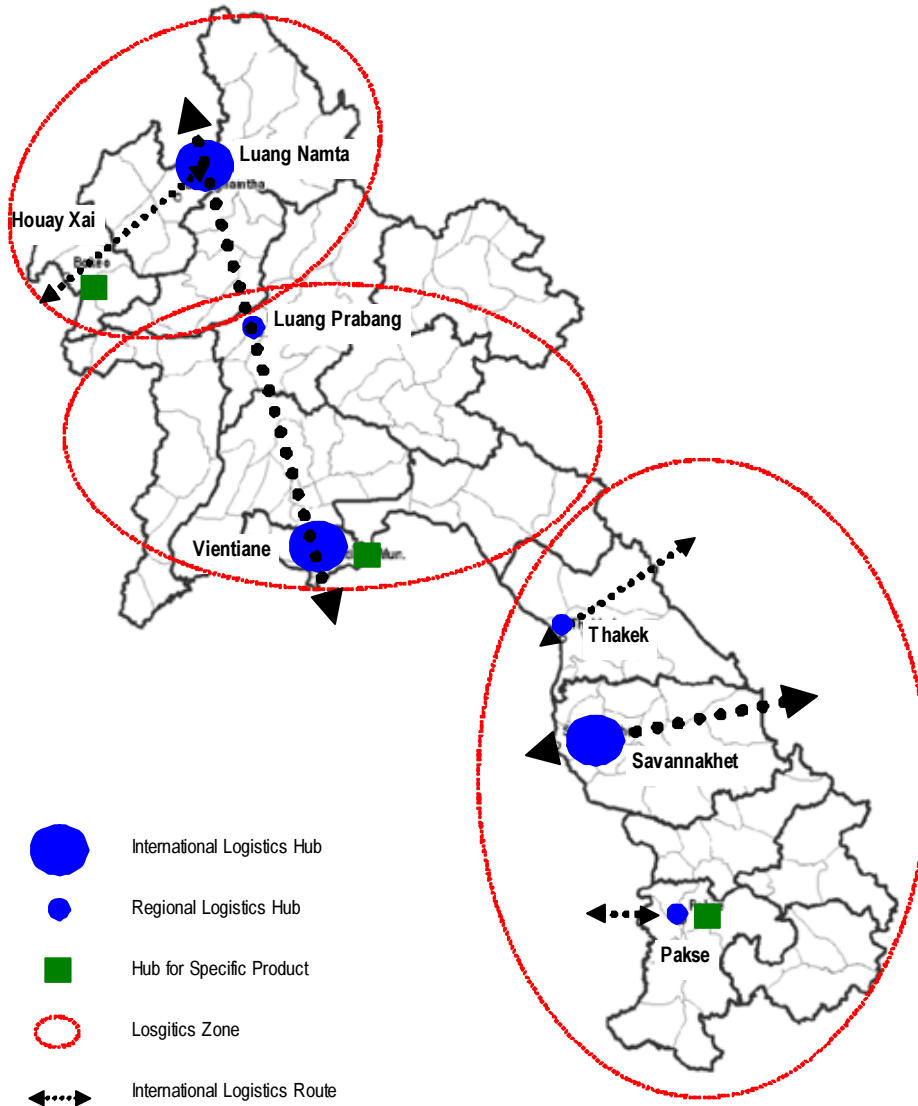 Luang Namta
Houay Xai
Luang Prabang
Vientiane
Thakek
Savannakhet
Pakse
International Logistics Hub
Regional Logistics Hub
Hub for Specific Product
Losgitics Zone
International Logistics Route